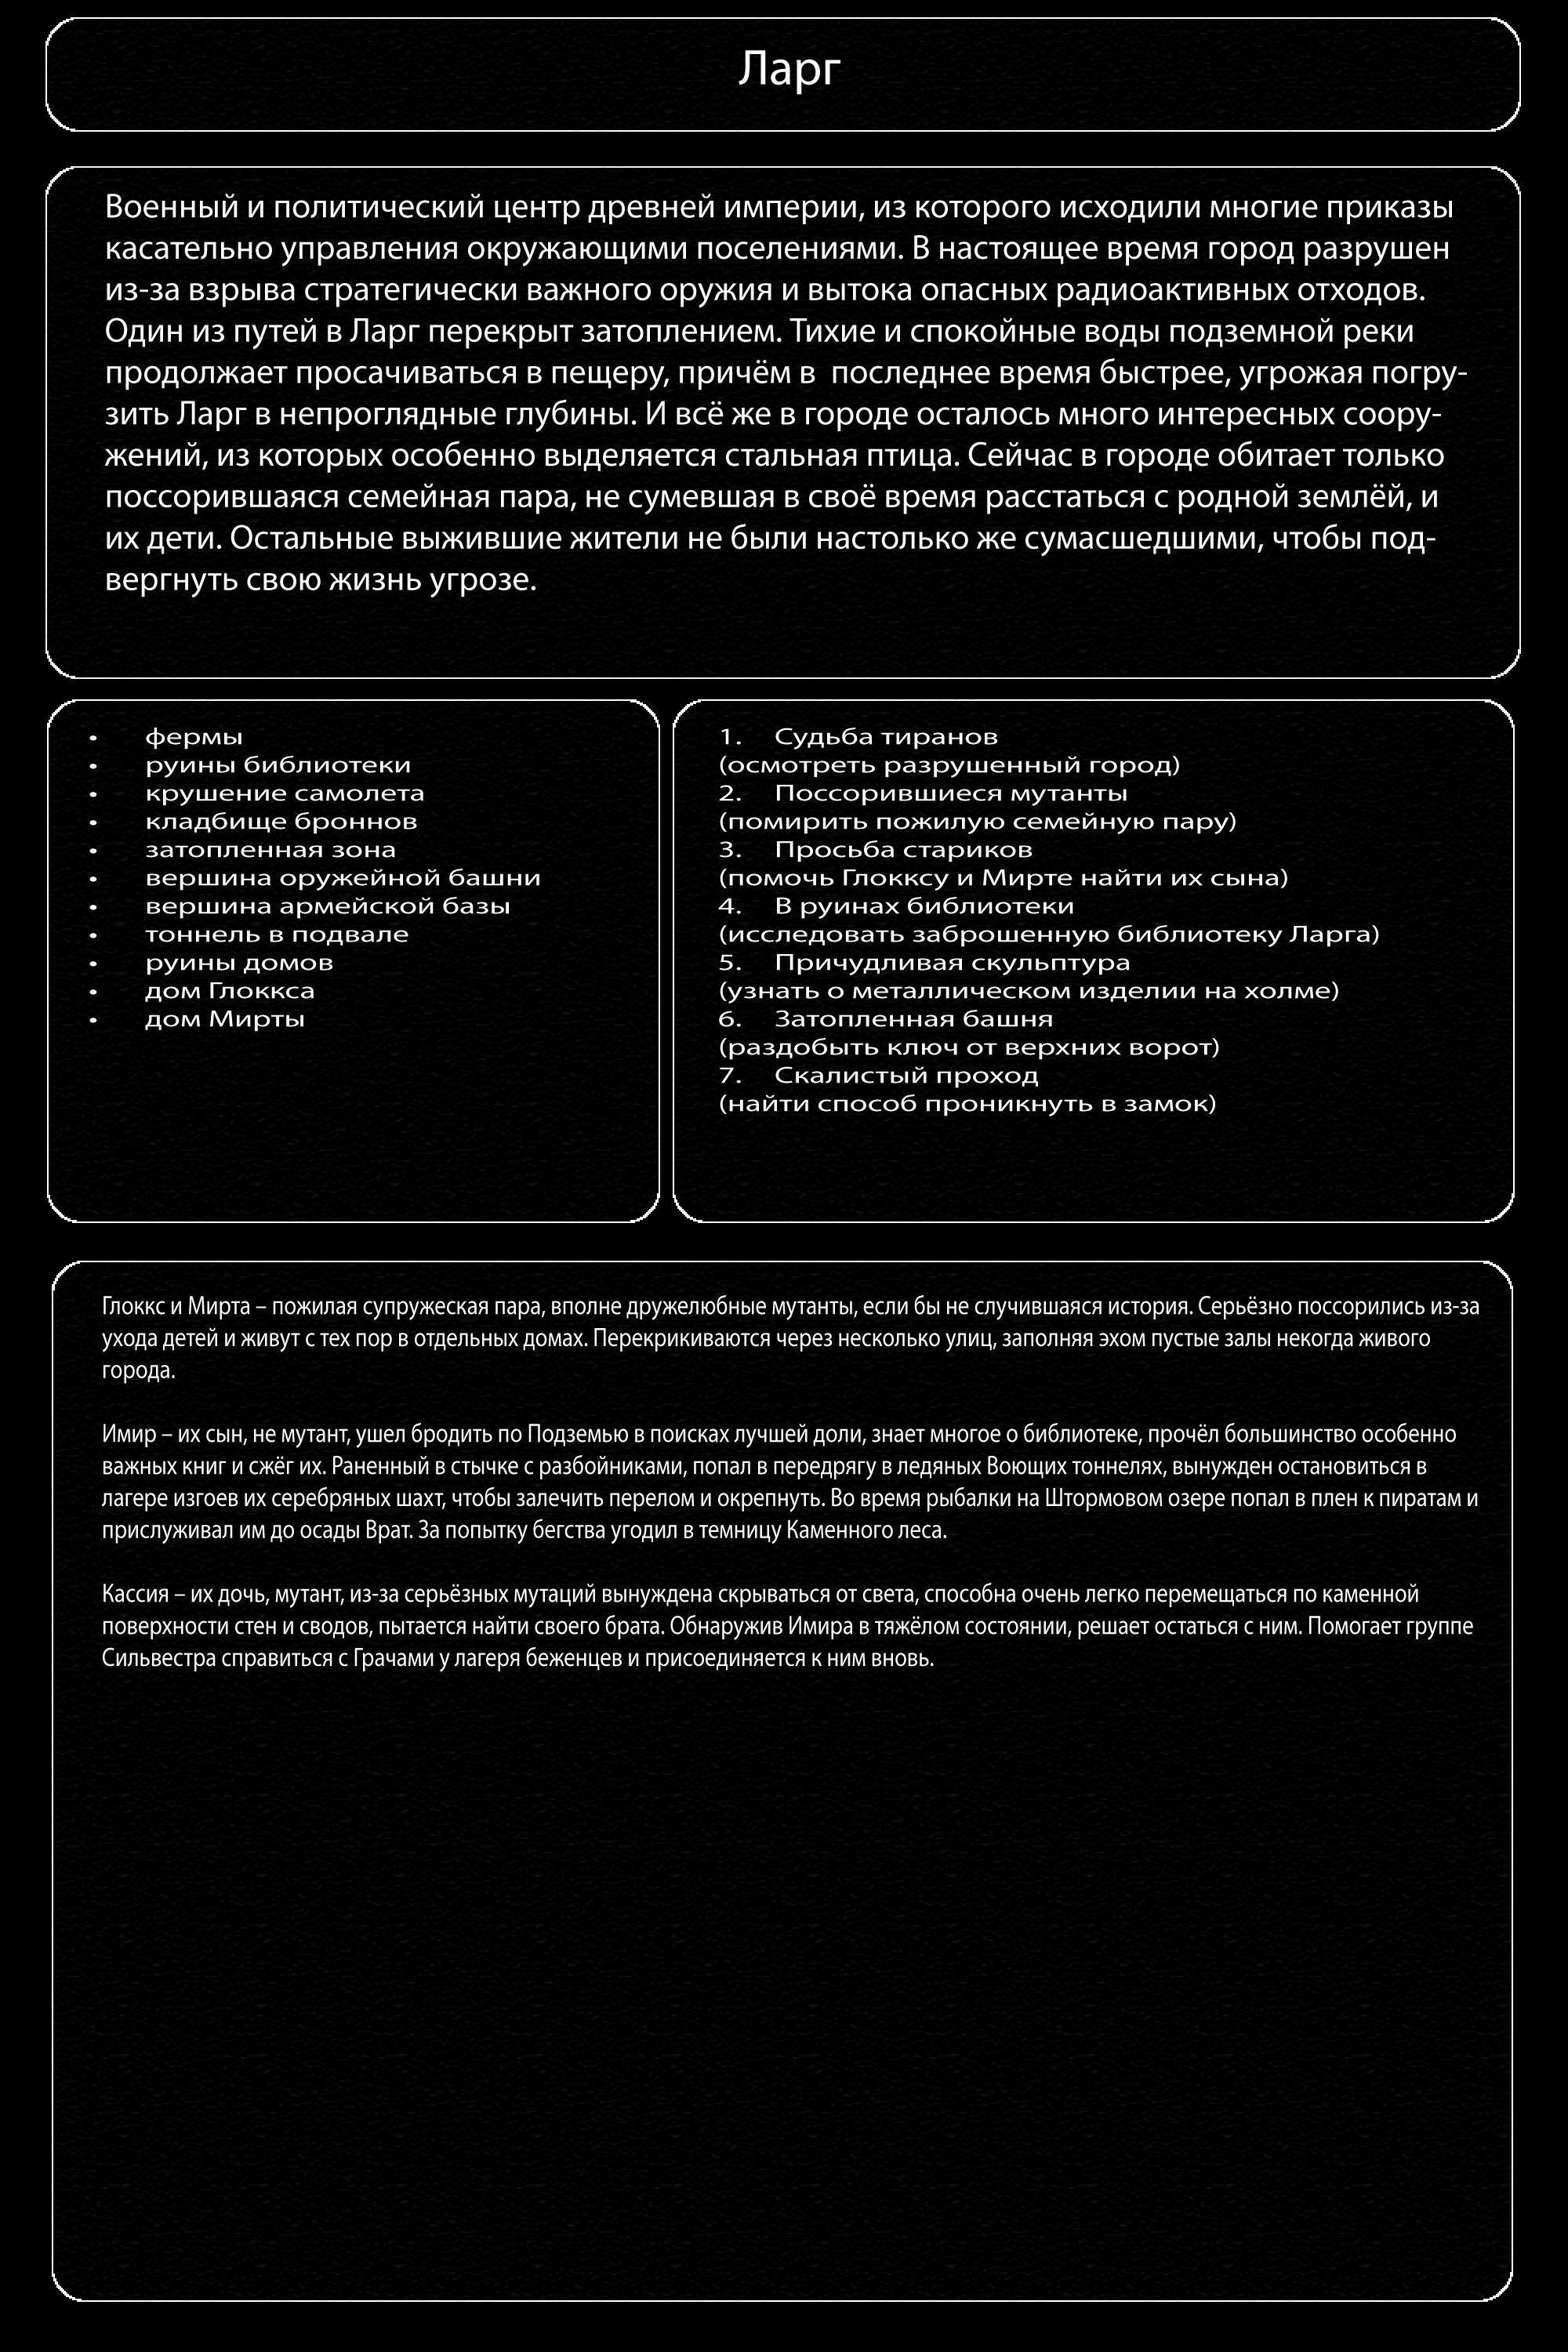 Ларг
Военный и политический центр древней империи, из которого исходили многие приказы
касательно управления окружающими поселениями. В настоящее время город разрушен
из-за взрыва стратегически важного оружия и вытока опасных радиоактивных отходов.
Один из путей в Ларг перекрыт затоплением. Тихие и спокойные воды подземной реки
продолжает просачиваться в пещеру, причём в  последнее время быстрее, угрожая погру-
зить Ларг в непроглядные глубины. И всё же в городе осталось много интересных соору-
жений, из которых особенно выделяется стальная птица. Сейчас в городе обитает только
поссорившаяся семейная пара, не сумевшая в своё время расстаться с родной землёй, и
их дети. Остальные выжившие жители не были настолько же сумасшедшими, чтобы под-
вергнуть свою жизнь угрозе.
• фермы
• руины библиотеки
• крушение самолета
• кладбище броннов
• затопленная зона
• вершина оружейной башни
• вершина армейской базы
• тоннель в подвале
• руины домов
• дом Глоккса
• дом Мирты
1. Судьба тиранов
(осмотреть разрушенный город)
2. Поссорившиеся мутанты
(помирить пожилую семейную пару)
3. Просьба стариков
(помочь Глокксу и Мирте найти их сына)
4. В руинах библиотеки
(исследовать заброшенную библиотеку Ларга)
5. Причудливая скульптура
(узнать о металлическом изделии на холме)
6. Затопленная башня
(раздобыть ключ от верхних ворот)
7. Скалистый проход
(найти способ проникнуть в замок)
Глоккс и Мирта – пожилая супружеская пара, вполне дружелюбные мутанты, если бы не случившаяся история. Серьёзно поссорились из-за
ухода детей и живут с тех пор в отдельных домах. Перекрикиваются через несколько улиц, заполняя эхом пустые залы некогда живого
города.
Имир – их сын, не мутант, ушел бродить по Подземью в поисках лучшей доли, знает многое о библиотеке, прочёл большинство особенно
важных книг и сжёг их. Раненный в стычке с разбойниками, попал в передрягу в ледяных Воющих тоннелях, вынужден остановиться в
лагере изгоев их серебряных шахт, чтобы залечить перелом и окрепнуть. Во время рыбалки на Штормовом озере попал в плен к пиратам и
прислуживал им до осады Врат. За попытку бегства угодил в темницу Каменного леса.
Кассия – их дочь, мутант, из-за серьёзных мутаций вынуждена скрываться от света, способна очень легко перемещаться по каменной
поверхности стен и сводов, пытается найти своего брата. Обнаружив Имира в тяжёлом состоянии, решает остаться с ним. Помогает группе
Сильвестра справиться с Грачами у лагеря беженцев и присоединяется к ним вновь.